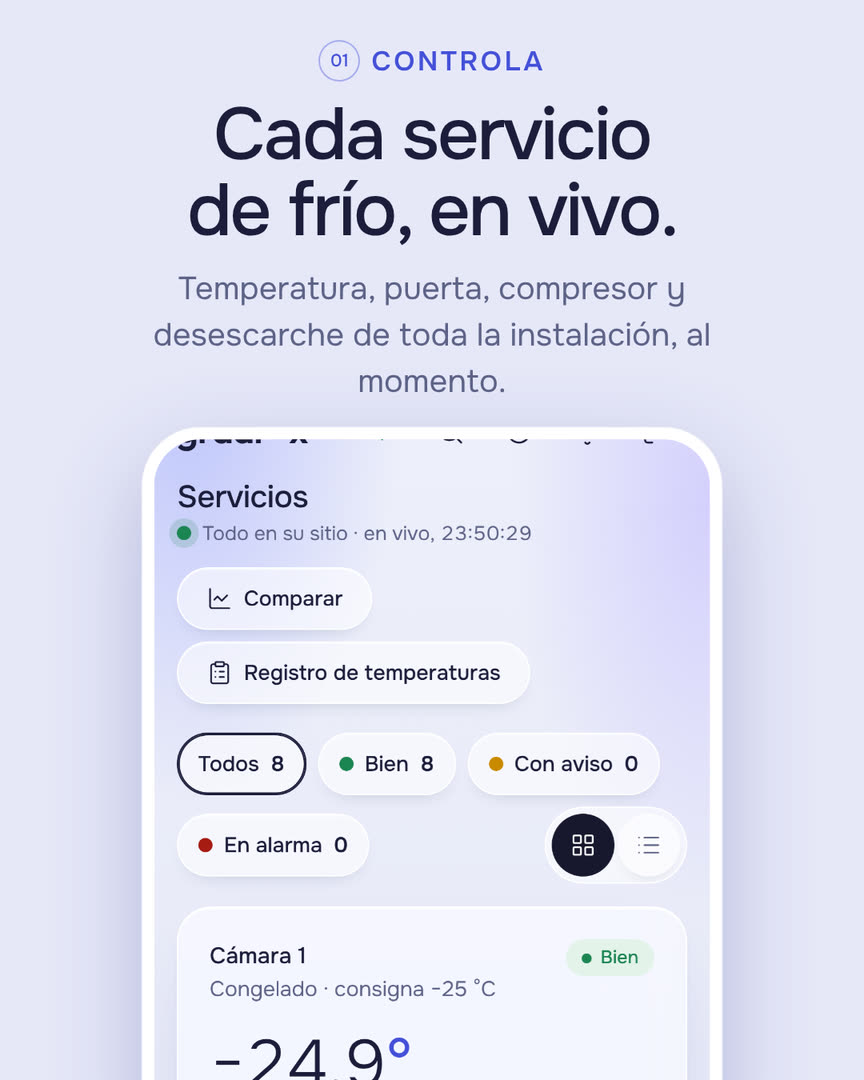 01 CONTROLA
Cada servicio
de frío, en vivo.
Temperatura, puerta, compresor y
desescarche de toda la instalación, al
momento.
Servicios
Todo en su sitio · en vivo, 23:50:29
Comparar
Registro de temperaturas
Todos 8
Bien 8
Con aviso 0
En alarma 0
Cámara 1
Bien
Congelado · consigna −25 °C
−24,9°